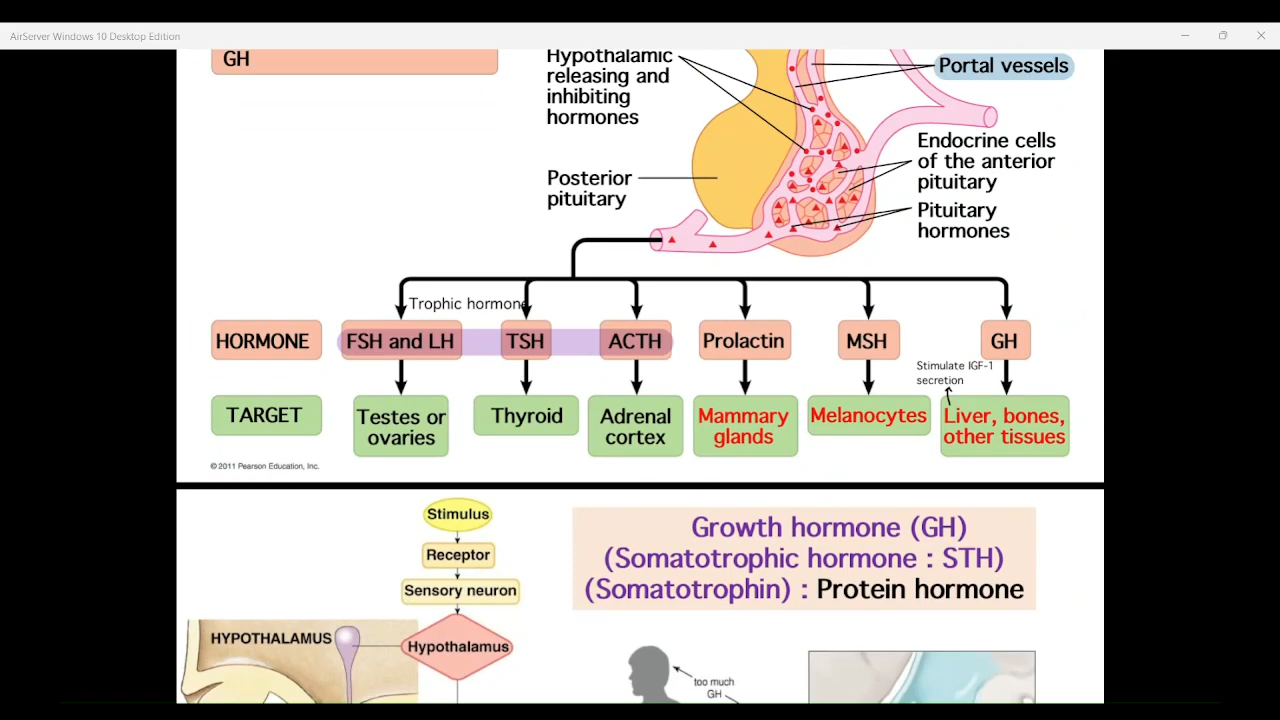 AirServer Windows 10 Desktop Edition
GH
Hypothalamic
releasing and
inhibiting
hormones
Portal vessels
Endocrine cells
of the anterior
pituitary
Posterior
pituitary
Pituitary
hormones
Trophic hormone
HORMONE
FSH and LH
TSH
ACTH
Prolactin
MSH
GH
Stimulate IGF-1
secretion
TARGET
Testes or
ovaries
Thyroid
Adrenal
cortex
Mammary
glands
Melanocytes
Liver, bones,
other tissues
© 2011 Pearson Education, Inc.
Stimulus
Receptor
Sensory neuron
HYPOTHALAMUS
Hypothalamus
Growth hormone (GH)
(Somatotrophic hormone : STH)
(Somatotrophin) : Protein hormone
too much
GH